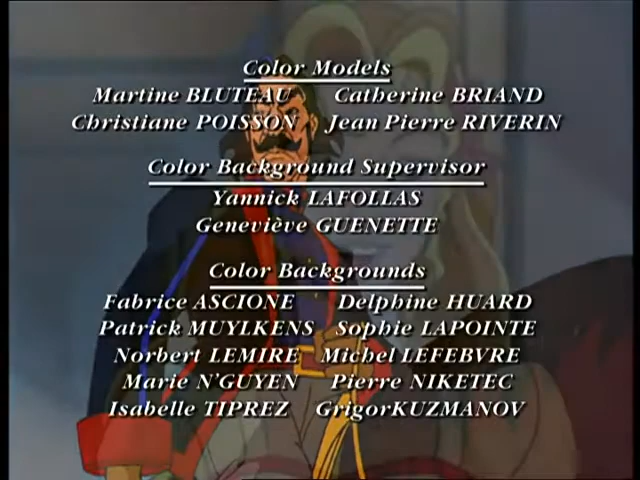 Color Models
Martine BLUTEAU Catherine BRIAND
Christiane POISSON Jean Pierre RIVERIN
Color Background Supervisor
Yannick LAFOLLAS
Geneviève GUENETTE
Color Backgrounds
Fabrice ASCIONE Delphine HUARD
Patrick MUYLKENS Sophie LAPOINTE
Norbert LEMIRE Michel LEFEBVRE
Marie N'GUYEN Pierre NIKETEC
Isabelle TIPREZ GrigorKUZMANOV